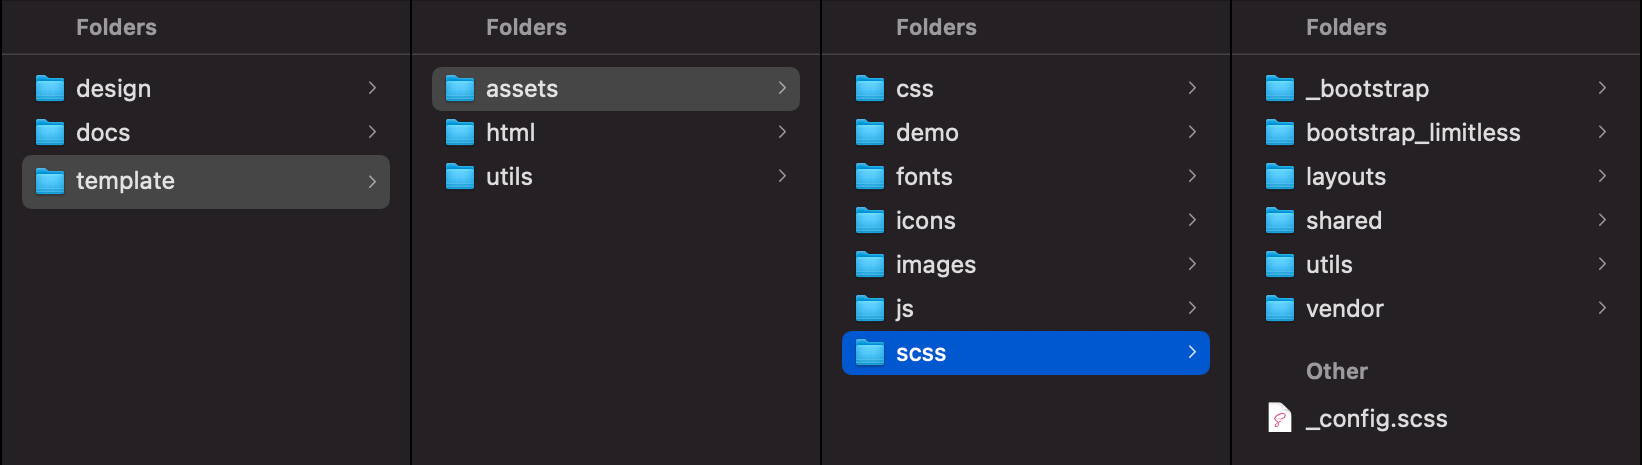 Folders
design
docs
template
Folders
assets
html
utils
Folders
css
demo
fonts
icons
images
js
scss
Folders
_bootstrap
bootstrap_limitless
layouts
shared
utils
vendor
Other
_config.scss